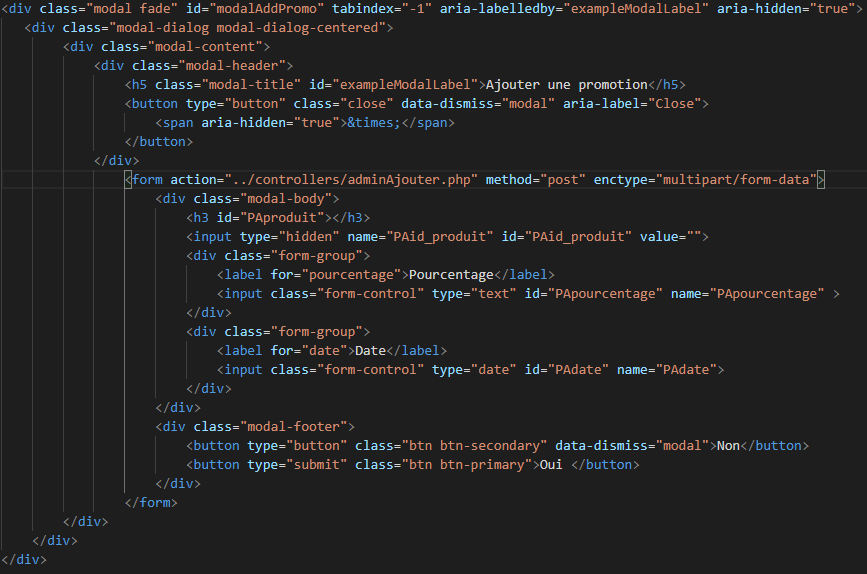 <div class="modal fade" id="modalAddPromo" tabindex="-1" aria-labelledby="exampleModalLabel" aria-hidden="true">
<div class="modal-dialog modal-dialog-centered">
<div class="modal-content">
<div class="modal-header">
<h5 class="modal-title" id="exampleModalLabel">Ajouter une promotion</h5>
<button type="button" class="close" data-dismiss="modal" aria-label="Close">
<span aria-hidden="true">&times;</span>
</button>
</div>
<form action="../controllers/adminAjouter.php" method="post" enctype="multipart/form-data">
<div class="modal-body">
<h3 id="PAproduit"></h3>
<input type="hidden" name="PAid_produit" id="PAid_produit" value="">
<div class="form-group">
<label for="pourcentage">Pourcentage</label>
<input class="form-control" type="text" id="PApourcentage" name="PApourcentage" >
</div>
<div class="form-group">
<label for="date">Date</label>
<input class="form-control" type="date" id="PAdate" name="PAdate">
</div>
</div>
<div class="modal-footer">
<button type="button" class="btn btn-secondary" data-dismiss="modal">Non</button>
<button type="submit" class="btn btn-primary">Oui </button>
</div>
</form>
</div>
</div>
</div>